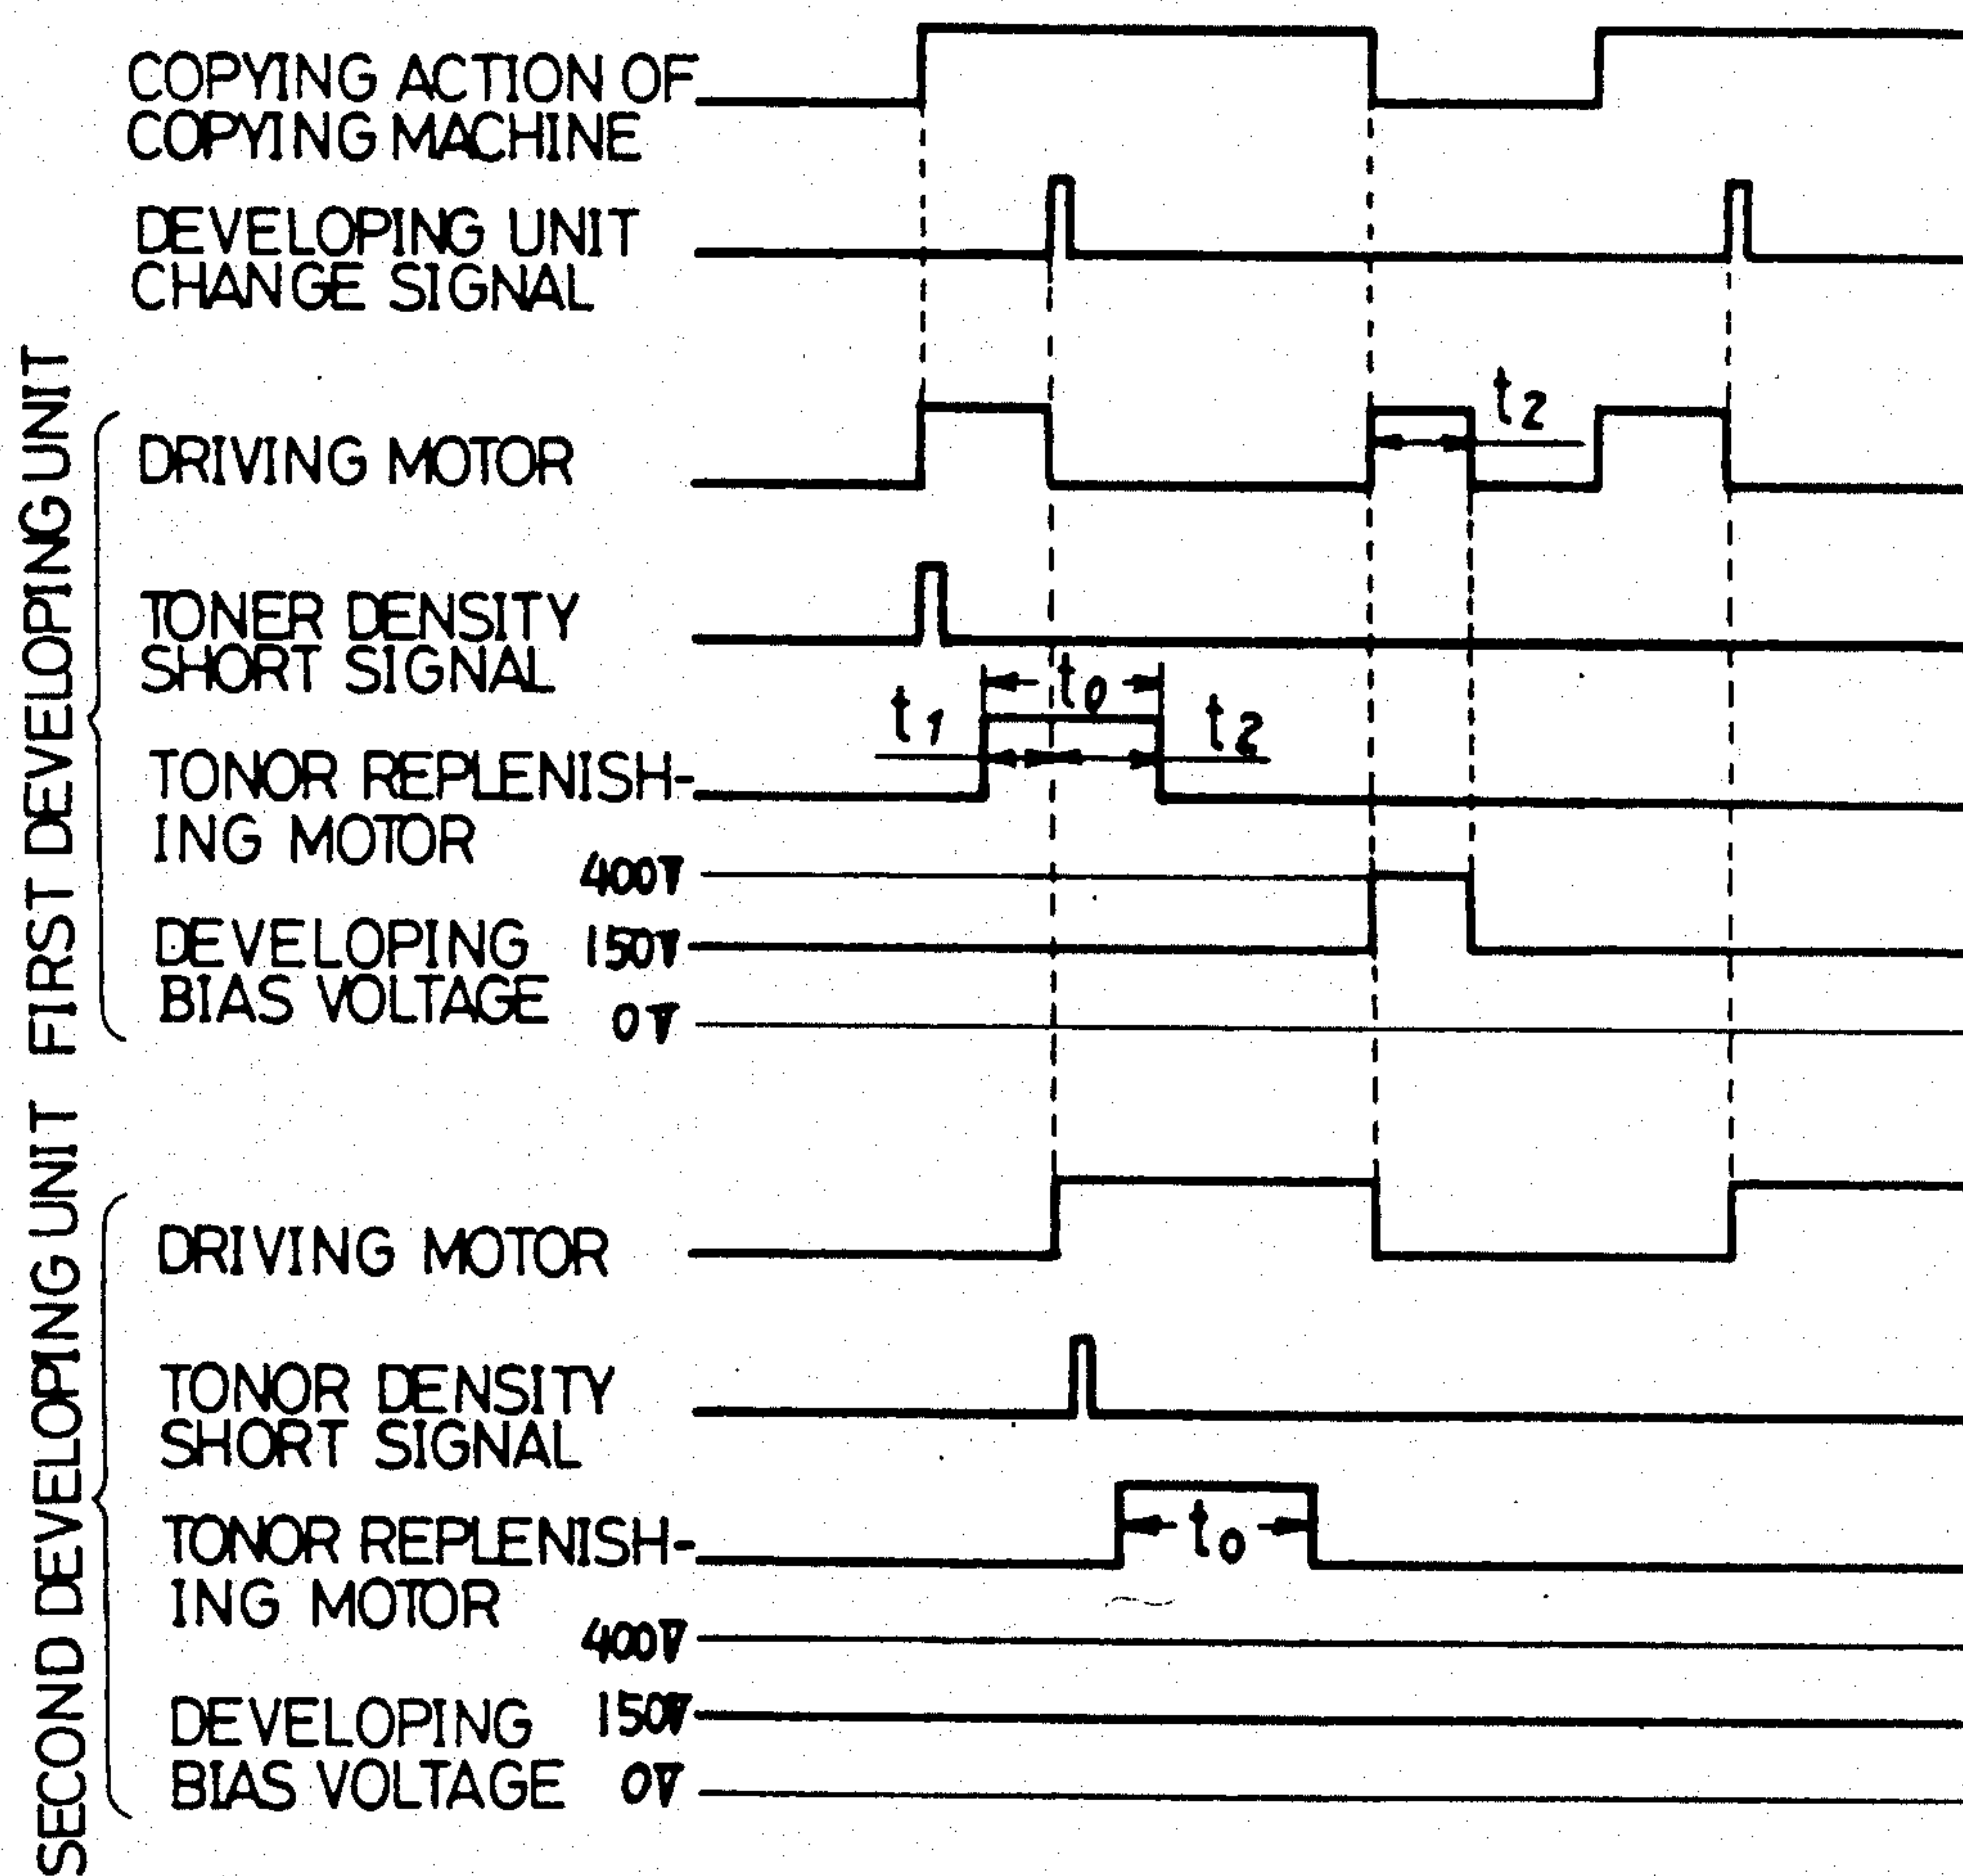 COPYING ACTION OF
COPYING MACHINE
DEVELOPING UNIT
CHANGE SIGNAL
FIRST DEVELOPING UNIT
DRIVING MOTOR
t2
TONER DENSITY
SHORT SIGNAL
t0
t1
t2
TONOR REPLENISH-
ING MOTOR
400V
DEVELOPING 150V
BIAS VOLTAGE 0V
SECOND DEVELOPING UNIT
DRIVING MOTOR
TONOR DENSITY
SHORT SIGNAL
TONOR REPLENISH-
ING MOTOR
t0
400V
DEVELOPING 150V
BIAS VOLTAGE 0V